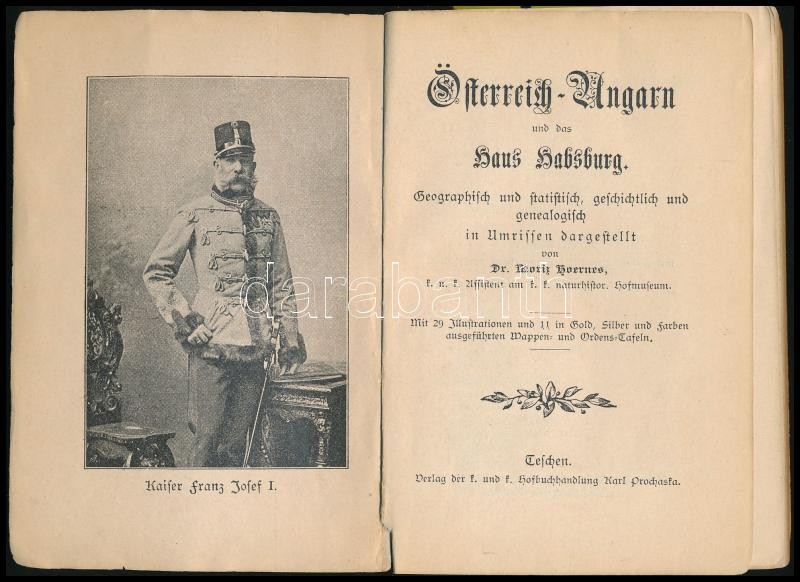 Kaiser Franz Josef I.
Österreich-Ungarn
und das
Haus Habsburg.
Geographisch und statistisch, geschichtlich und
genealogisch
in Umrissen dargestellt
von
Dr. Moriz Hoernes,
k. u. k. Assistent am k. k. naturhistor. Hofmuseum.
Mit 29 Illustrationen und 11 in Gold, Silber und Farben
ausgeführten Wappen- und Ordens-Tafeln.
Teschen.
Verlag der k. und k. Hofbuchhandlung Karl Prochaska.
darabanth